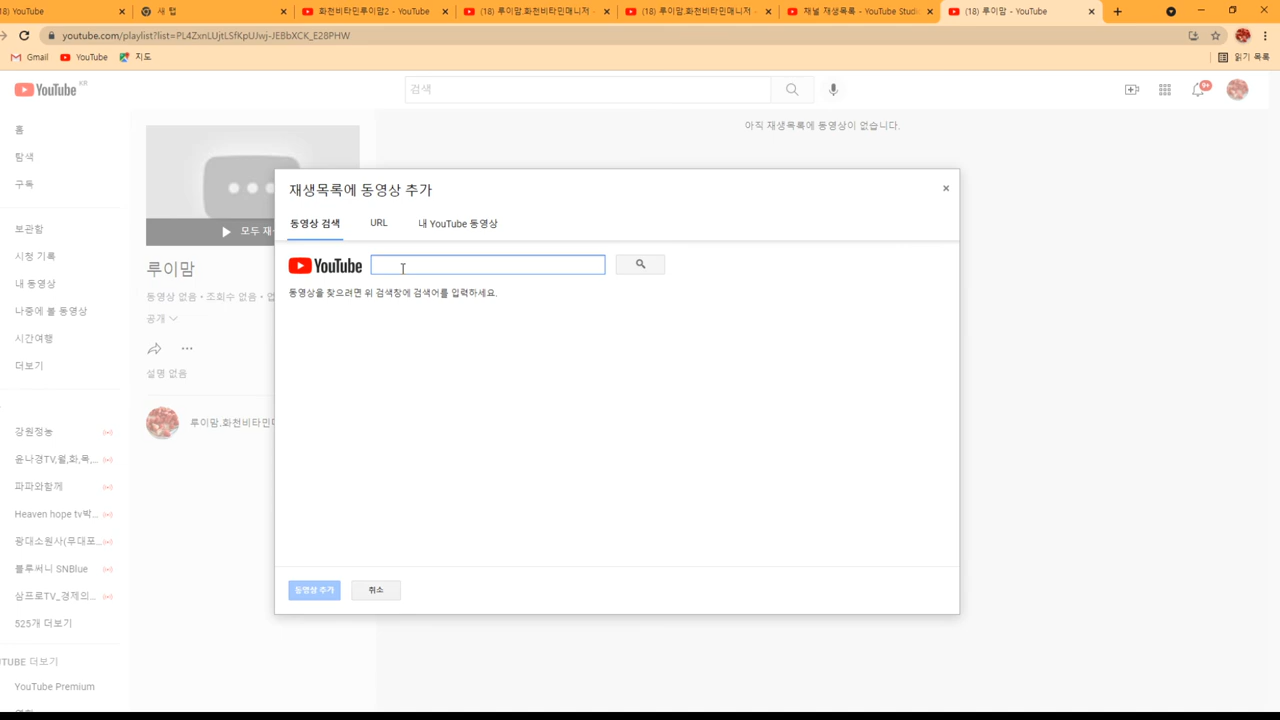 18) YouTube
새 탭
화천비타민루이맘2 - YouTube
(18) 루이맘.화천비타민매니저 -
(18) 루이맘.화천비타민매니저 -
채널 재생목록 - YouTube Studi
(18) 루이맘 - YouTube
youtube.com/playlist?list=PL4ZxnLUjtLSfKpUJwj-JEBbXCK_E28PHW
Gmail
YouTube
지도
읽기 목록
YouTube KR
검색
9+
홈
탐색
구독
보관함
시청 기록
내 동영상
나중에 볼 동영상
시간여행
더보기
강원정농
윤나경TV,월,화,목,...
파파와함께
Heaven hope tv박...
광대소원사(무대포...
블루써니 SNBlue
삼프로TV_경제의...
525개 더보기
UTUBE 더보기
YouTube Premium
모두 재
루이맘
동영상 없음 • 조회수 없음 •
공개
설명 없음
루이맘.화천비타민
아직 재생목록에 동영상이 없습니다.
재생목록에 동영상 추가
동영상 검색
URL
내 YouTube 동영상
YouTube
동영상을 찾으려면 위 검색창에 검색어를 입력하세요.
동영상 추가
취소